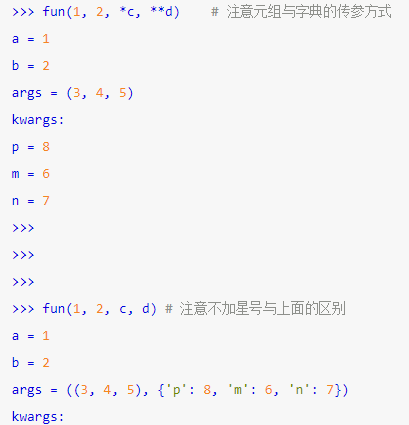 >>> fun(1, 2, *c, **d)    # 注意元组与字典的传参方式
a = 1
b = 2
args = (3, 4, 5)
kwargs:
p = 8
m = 6
n = 7
>>>
>>>
>>>
>>> fun(1, 2, c, d) # 注意不加星号与上面的区别
a = 1
b = 2
args = ((3, 4, 5), {'p': 8, 'm': 6, 'n': 7})
kwargs: